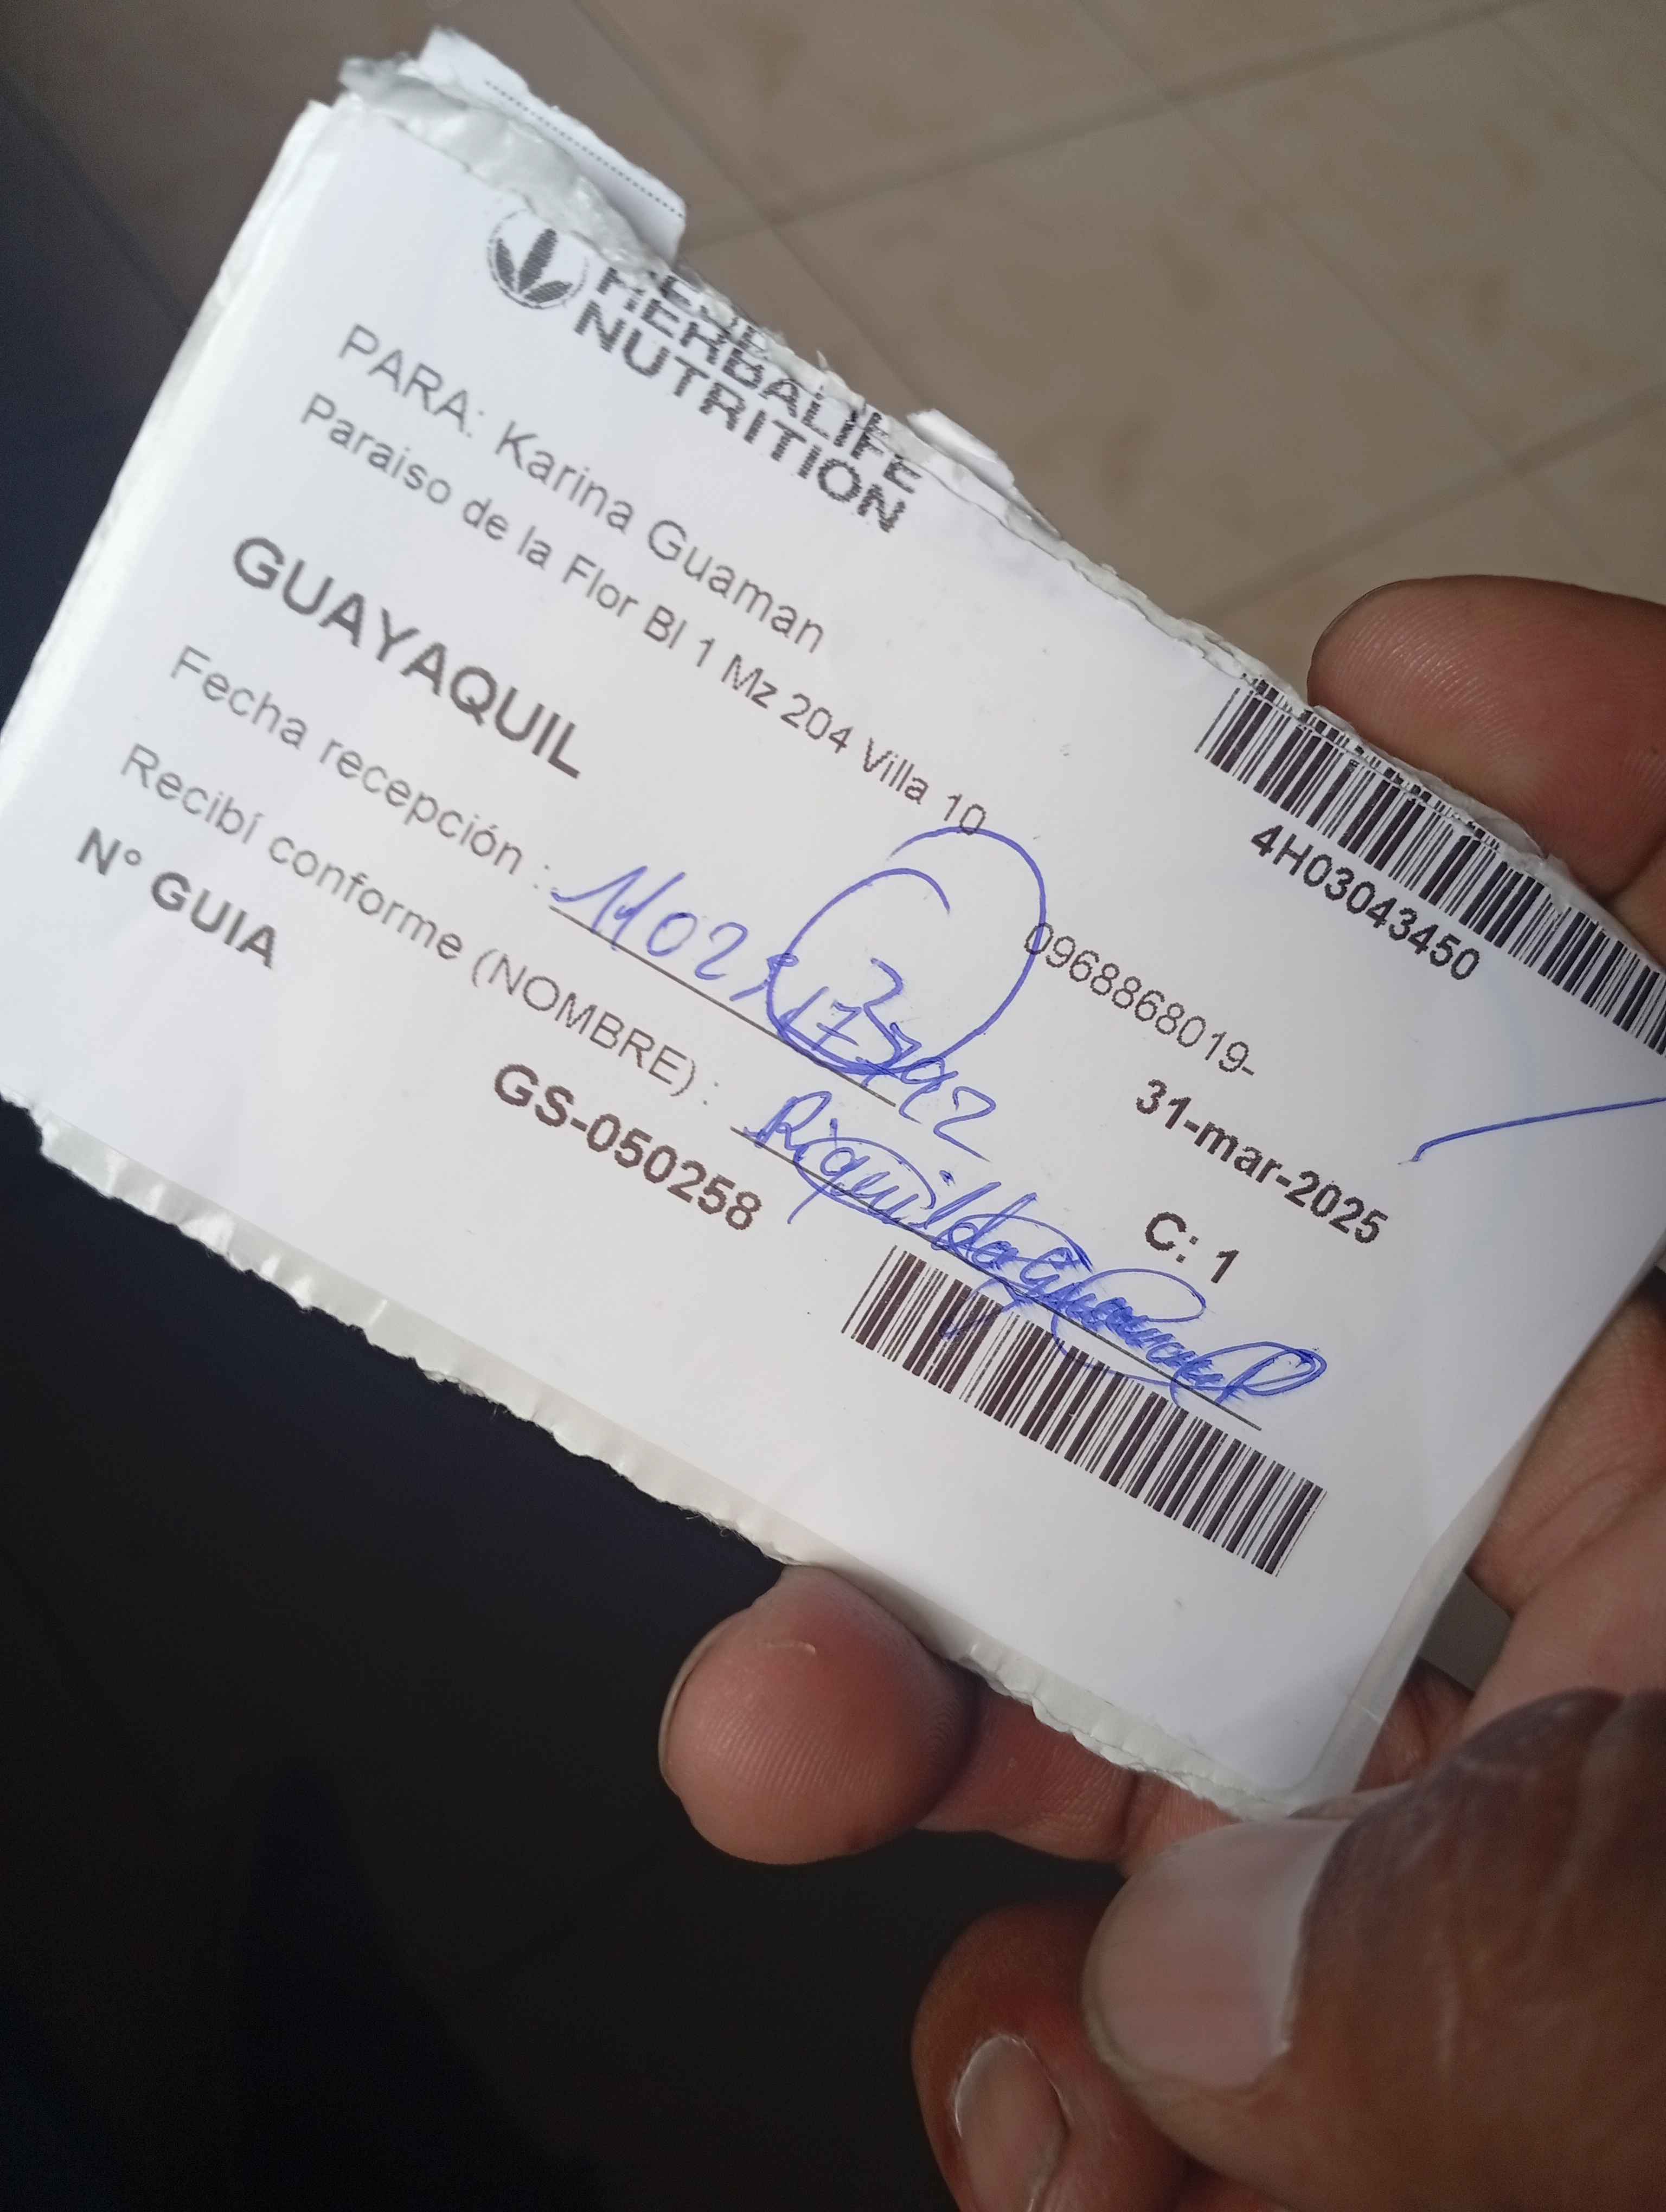 HERBALIFE
NUTRITION
PARA: Karina Guaman
Paraiso de la Flor Bl 1 Mz 204 Villa 10
4H03043450
GUAYAQUIL
0968868019-
Fecha recepción :
31-mar-2025
Recibí conforme (NOMBRE) :
C: 1
N° GUIA
GS-050258